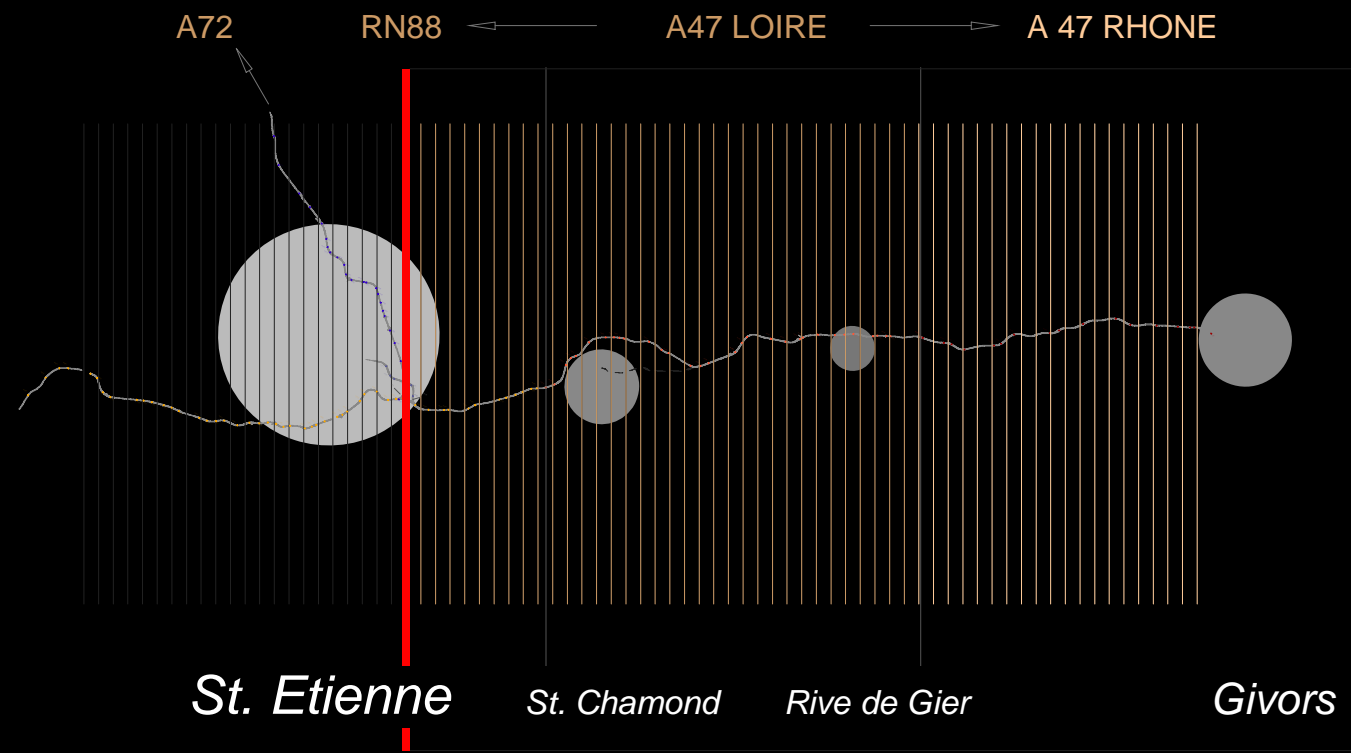 A72 RN88 A47 LOIRE A 47 RHONE
St. Etienne St. Chamond Rive de Gier Givors